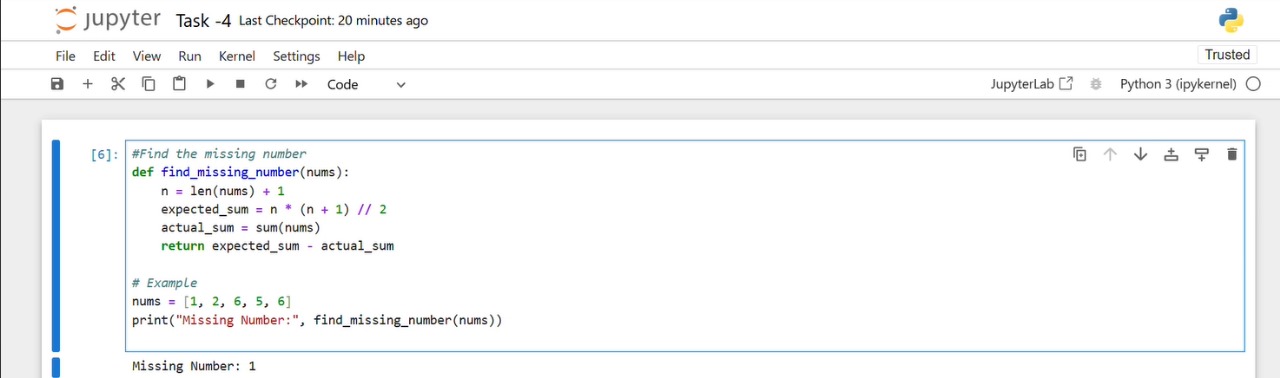 jupyter Task -4 Last Checkpoint: 20 minutes ago
File Edit View Run Kernel Settings Help
Trusted
Code
JupyterLab
Python 3 (ipykernel)
[6]:
#Find the missing number
def find_missing_number(nums):
    n = len(nums) + 1
    expected_sum = n * (n + 1) // 2
    actual_sum = sum(nums)
    return expected_sum - actual_sum
# Example
nums = [1, 2, 6, 5, 6]
print("Missing Number:", find_missing_number(nums))
Missing Number: 1